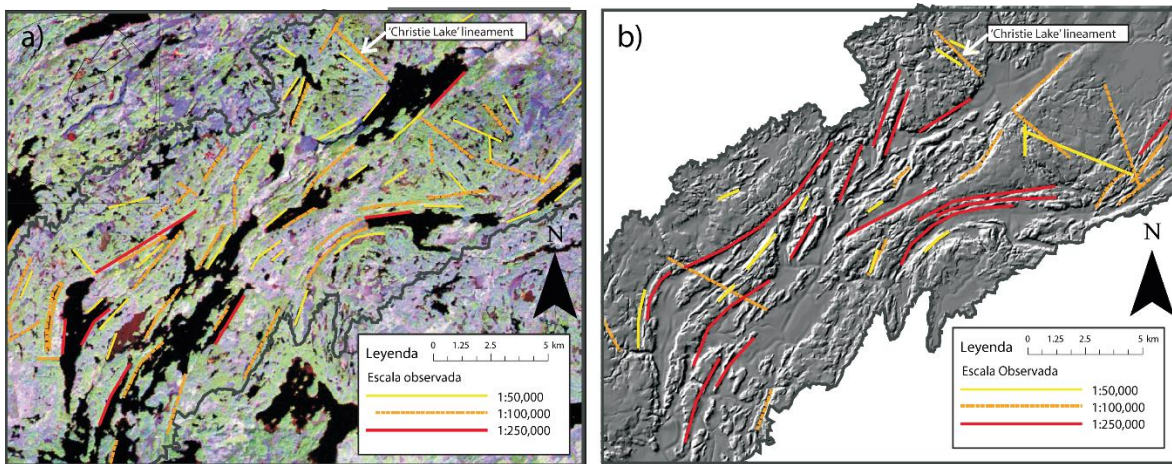 a)
'Christie Lake' lineament
N
Leyenda
0 1.25 2.5 5 km
Escala observada
1:50,000
1:100,000
1:250,000
b)
'Christie Lake' lineament
N
Leyenda
0 1.25 2.5 5 km
Escala Observada
1:50,000
1:100,000
1:250,000